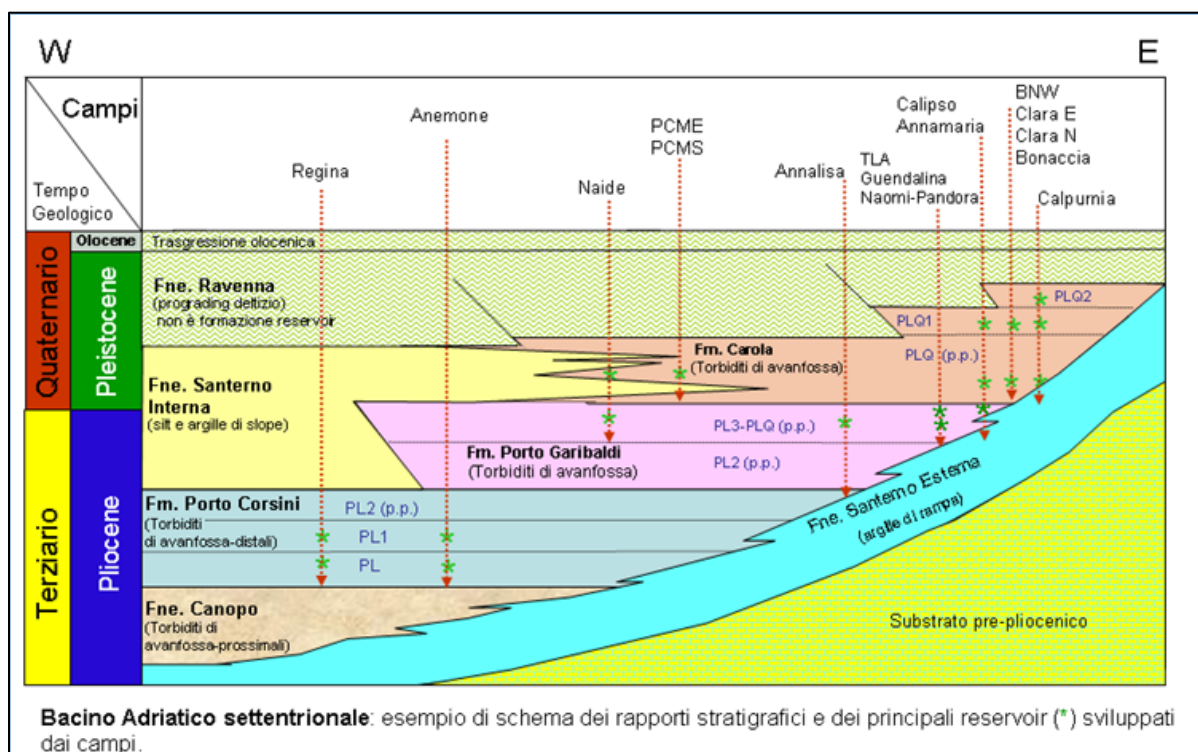 W
E
Campi
Tempo
Geologico
Regina
Anemone
Naide
PCME
PCMS
Annalisa
TLA
Guendalina
Naomi-Pandora
Calipso
Annamaria
BNW
Clara E
Clara N
Bonaccia
Calpurnia
Quaternario
Olocene
Pleistocene
Terziario
Pliocene
Trasgressione olocenica
Fne. Ravenna
(prograding deltizio)
non è formazione reservoir
PLQ2
PLQ1
PLQ (p.p.)
Fm. Carola
(Torbiditi di avanfossa)
Fne. Santerno
Interna
(silt e argille di slope)
PL3-PLQ (p.p.)
Fm. Porto Garibaldi
(Torbiditi di avanfossa)
PL2 (p.p.)
Fm. Porto Corsini
(Torbiditi
di avanfossa-distali)
PL2 (p.p.)
PL1
PL
Fne. Santerno Esterna
(argille di rampa)
Fne. Canopo
(Torbiditi di
avanfossa-prossimali)
Substrato pre-pliocenico
Bacino Adriatico settentrionale: esempio di schema dei rapporti stratigrafici e dei principali reservoir (*) sviluppati
dai campi.